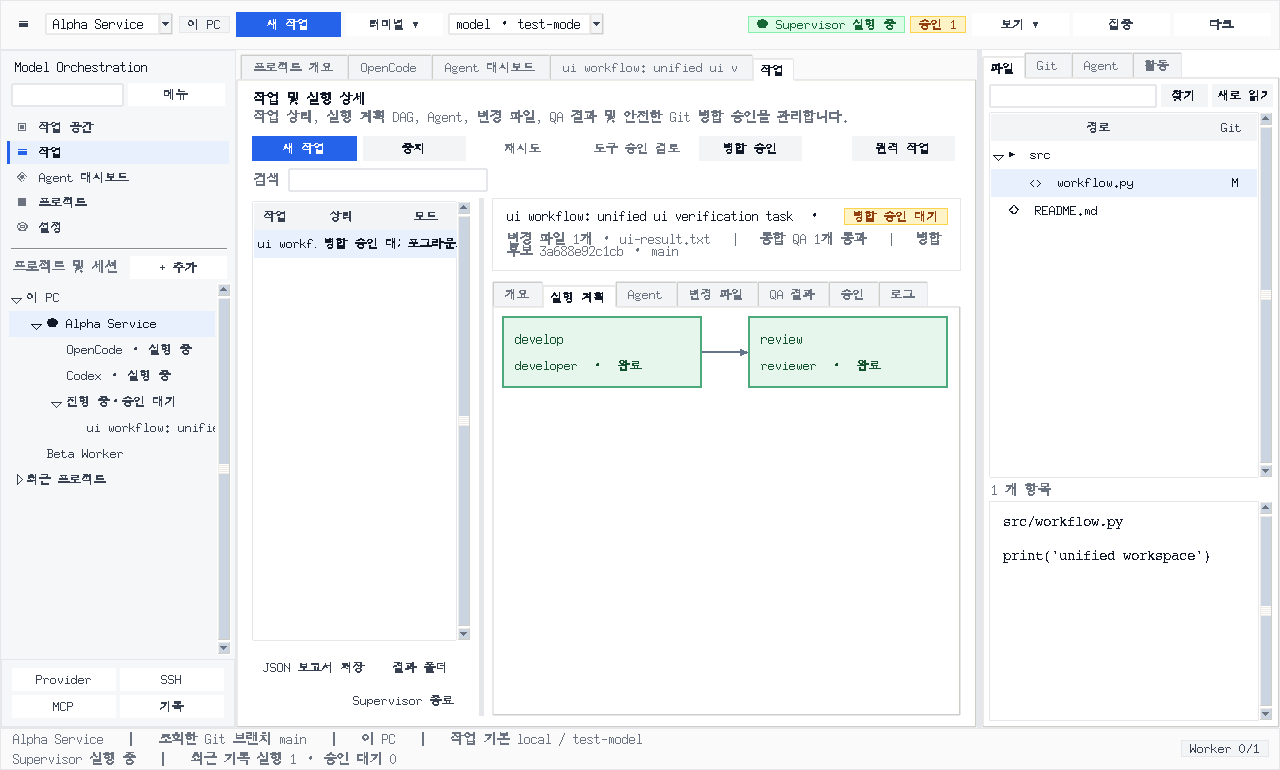 ≡ Alpha Service 이 PC 새 작업 터미널 ▼ model • test-mode ● Supervisor 실행 중 승인 1 보기 ▼ 집중 다크
Model Orchestration
메뉴
작업 공간
작업
Agent 대시보드
프로젝트
설정
프로젝트 및 세션 + 추가
이 PC
● Alpha Service
OpenCode • 실행 중
Codex • 실행 중
진행 중·승인 대기
ui workflow: unifie
Beta Worker
최근 프로젝트
Provider SSH
MCP 기록
프로젝트 개요 OpenCode Agent 대시보드 ui workflow: unified ui v 작업
작업 및 실행 상세
작업 상태, 실행 계획 DAG, Agent, 변경 파일, QA 결과 및 안전한 Git 병합 승인을 관리합니다.
새 작업 중지 재시도 도구 승인 검토 병합 승인 원격 작업
검색
작업 상태 모드
ui workf. 병합 승인 대기 포그라운
JSON 보고서 저장 결과 폴더
Supervisor 종료
ui workflow: unified ui verification task • 병합 승인 대기
변경 파일 1개 • ui-result.txt | 통합 QA 1개 통과 | 병합
후보 3a688e92c1cb • main
개요 실행 계획 Agent 변경 파일 QA 결과 승인 로그
develop
developer • 완료
review
reviewer • 완료
파일 Git Agent 활동
찾기 새로 읽기
경로 Git
src
<> workflow.py M
README.md
1 개 항목
src/workflow.py
print('unified workspace')
Alpha Service | 조회한 Git 브랜치 main | 이 PC | 작업 기본 local / test-model
Supervisor 실행 중 | 최근 기록 실행 1 • 승인 대기 0
Worker 0/1